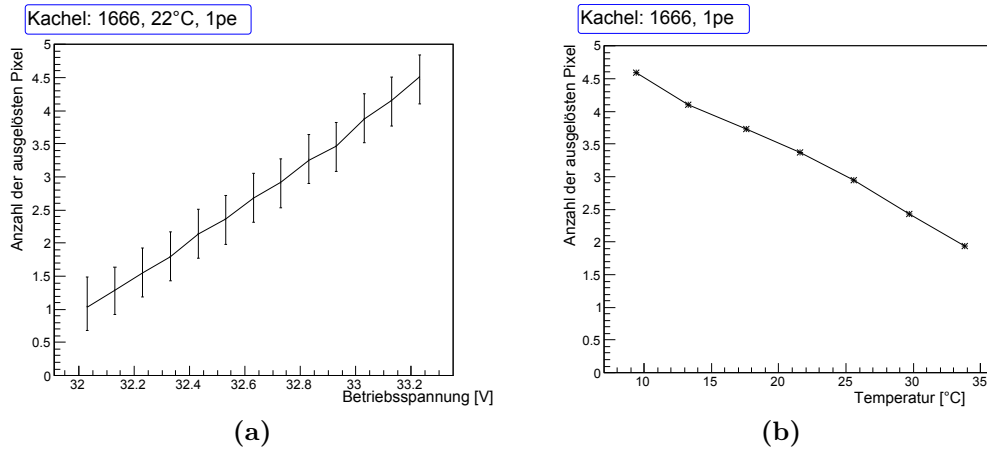 Kachel: 1666, 22°C, 1pe
Anzahl der ausgelösten Pixel
5
4.5
4
3.5
3
2.5
2
1.5
1
0.5
0
32 32.2 32.4 32.6 32.8 33 33.2
Betriebsspannung [V]
(a)
Kachel: 1666, 1pe
Anzahl der ausgelösten Pixel
5
4.5
4
3.5
3
2.5
2
1.5
1
0.5
0
10 15 20 25 30 35
Temperatur [°C]
(b)